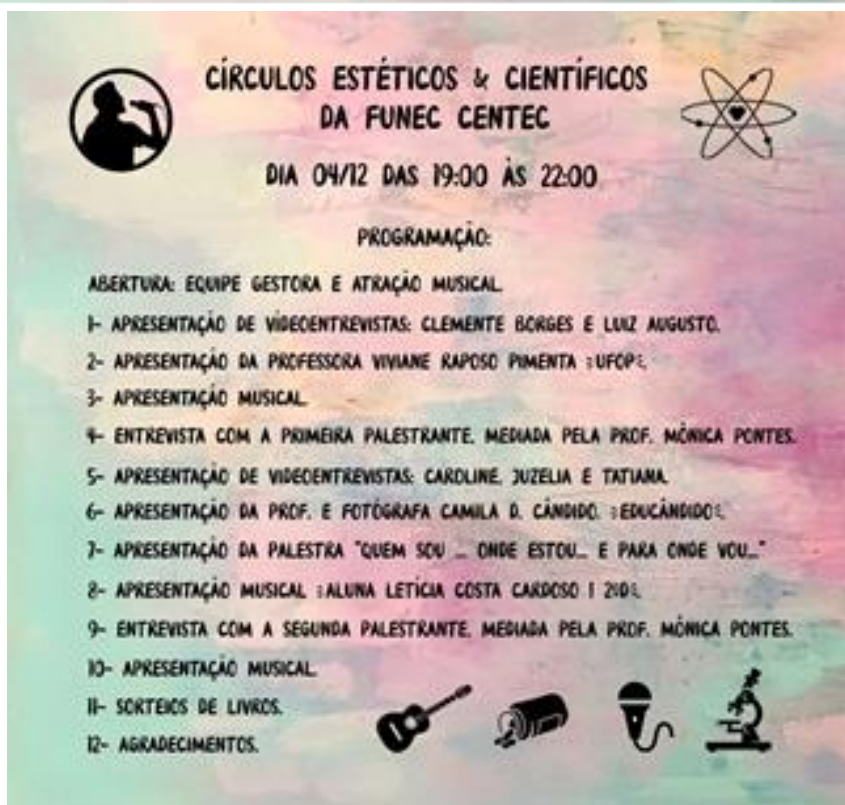 CÍRCULOS ESTÉTICOS & CIENTÍFICOS
DA FUNEC CENTEC
DIA 04/12 DAS 19:00 ÀS 22:00
PROGRAMAÇÃO:
ABERTURA: EQUIPE GESTORA E ATRAÇÃO MUSICAL.
1- APRESENTAÇÃO DE VIDEOENTREVISTAS: CLEMENTE BORGES E LUIZ AUGUSTO.
2- APRESENTAÇÃO DA PROFESSORA VIVIANE RAPOSO PIMENTA (UFOP).
3- APRESENTAÇÃO MUSICAL.
4- ENTREVISTA COM A PRIMEIRA PALESTRANTE, MEDIADA PELA PROF. MÔNICA PONTES.
5- APRESENTAÇÃO DE VIDEOENTREVISTAS: CAROLINE, JUZELIA E TATIANA.
6- APRESENTAÇÃO DA PROF. E FOTÓGRAFA CAMILA D. CÂNDIDO. (EDUCÂNDIDO).
7- APRESENTAÇÃO DA PALESTRA "QUEM SOU ... ONDE ESTOU... E PARA ONDE VOU..."
8- APRESENTAÇÃO MUSICAL (ALUNA LETÍCIA COSTA CARDOSO | 210).
9- ENTREVISTA COM A SEGUNDA PALESTRANTE, MEDIADA PELA PROF. MÔNICA PONTES.
10- APRESENTAÇÃO MUSICAL.
11- SORTEIOS DE LIVROS.
12- AGRADECIMENTOS.